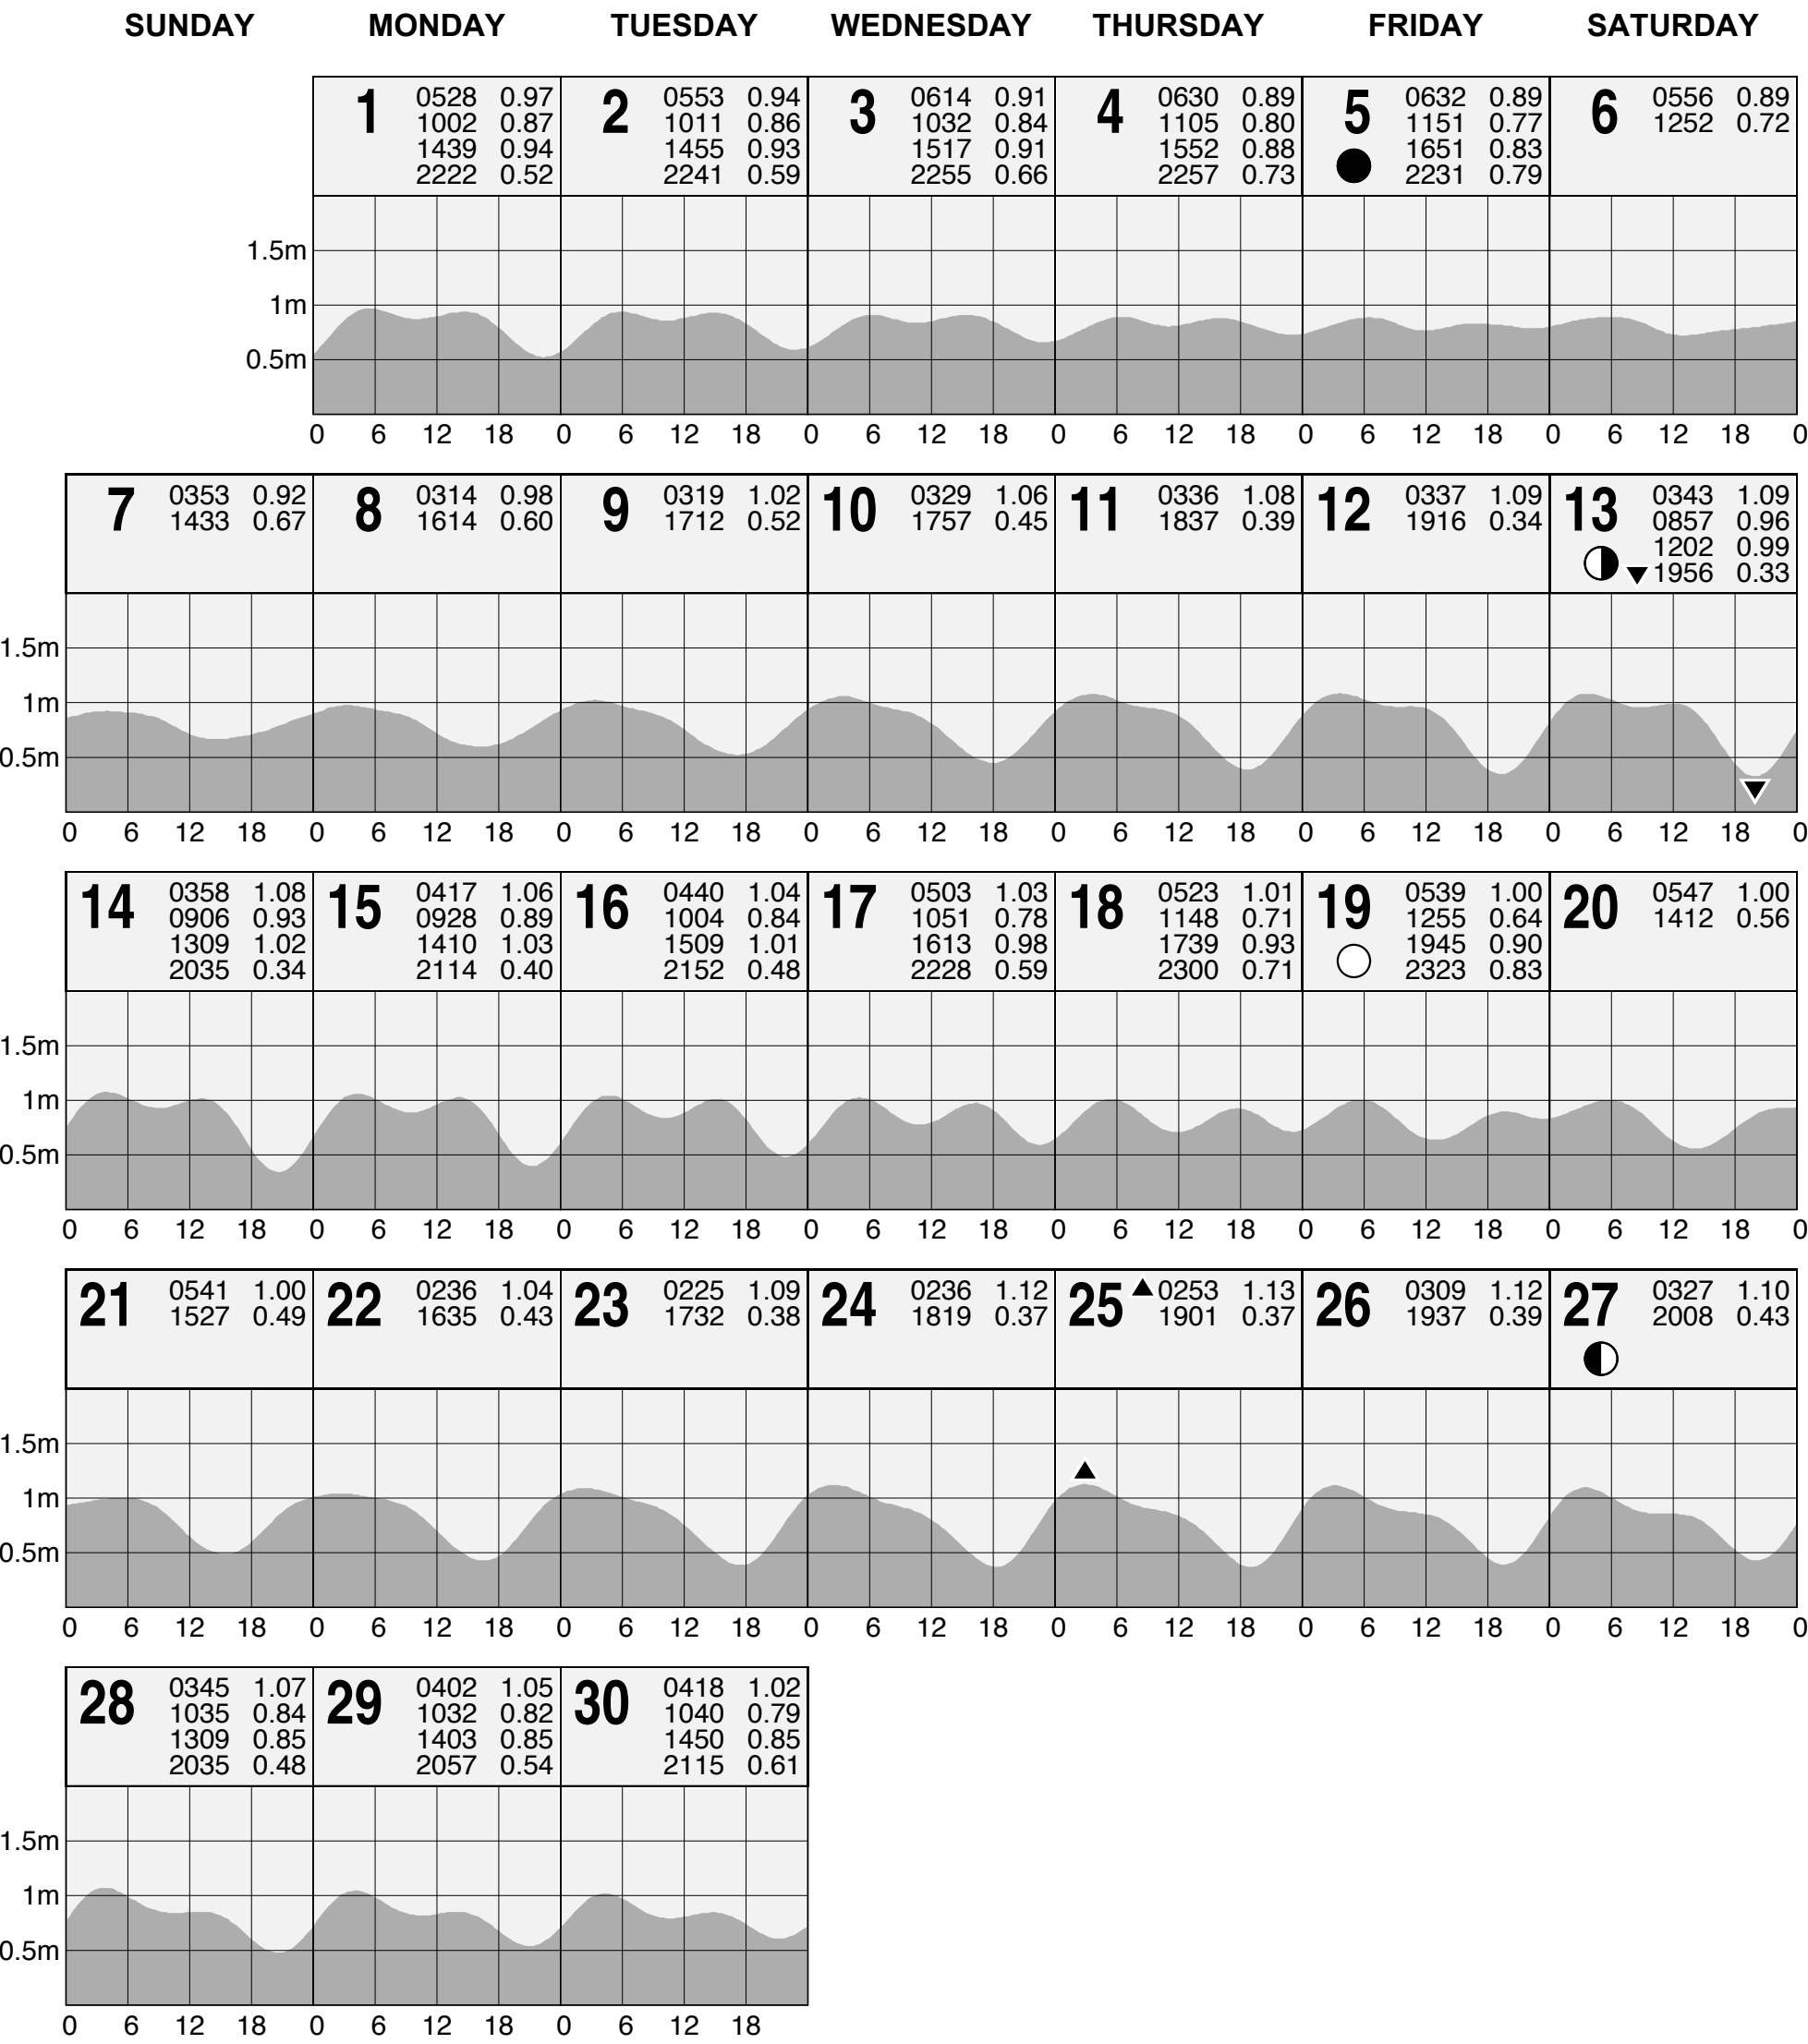 SUNDAY MONDAY TUESDAY WEDNESDAY THURSDAY FRIDAY SATURDAY
1 0528 0.97 2 0553 0.94 3 0614 0.91 4 0630 0.89 5 0632 0.89 6 0556 0.89
1002 0.87 1011 0.86 1032 0.84 1105 0.80 1151 0.77 1252 0.72
1439 0.94 1455 0.93 1517 0.91 1552 0.88 1651 0.83
2222 0.52 2241 0.59 2255 0.66 2257 0.73 2231 0.79
1.5m
1m
0.5m
0 6 12 18 0 6 12 18 0 6 12 18 0 6 12 18 0 6 12 18 0 6 12 18 0
7 0353 0.92 8 0314 0.98 9 0319 1.02 10 0329 1.06 11 0336 1.08 12 0337 1.09 13 0343 1.09
1433 0.67 1614 0.60 1712 0.52 1757 0.45 1837 0.39 1916 0.34 0857 0.96
1202 0.99
1956 0.33
1.5m
1m
0.5m
0 6 12 18 0 6 12 18 0 6 12 18 0 6 12 18 0 6 12 18 0 6 12 18 0 6 12 18 0
14 0358 1.08 15 0417 1.06 16 0440 1.04 17 0503 1.03 18 0523 1.01 19 0539 1.00 20 0547 1.00
0906 0.93 0928 0.89 1004 0.84 1051 0.78 1148 0.71 1255 0.64 1412 0.56
1309 1.02 1410 1.03 1509 1.01 1613 0.98 1739 0.93 1945 0.90
2035 0.34 2114 0.40 2152 0.48 2228 0.59 2300 0.71 2323 0.83
1.5m
1m
0.5m
0 6 12 18 0 6 12 18 0 6 12 18 0 6 12 18 0 6 12 18 0 6 12 18 0 6 12 18 0
21 0541 1.00 22 0236 1.04 23 0225 1.09 24 0236 1.12 25 0253 1.13 26 0309 1.12 27 0327 1.10
1527 0.49 1635 0.43 1732 0.38 1819 0.37 1901 0.37 1937 0.39 2008 0.43
1.5m
1m
0.5m
0 6 12 18 0 6 12 18 0 6 12 18 0 6 12 18 0 6 12 18 0 6 12 18 0 6 12 18 0
28 0345 1.07 29 0402 1.05 30 0418 1.02
1035 0.84 1032 0.82 1040 0.79
1309 0.85 1403 0.85 1450 0.85
2035 0.48 2057 0.54 2115 0.61
1.5m
1m
0.5m
0 6 12 18 0 6 12 18 0 6 12 18